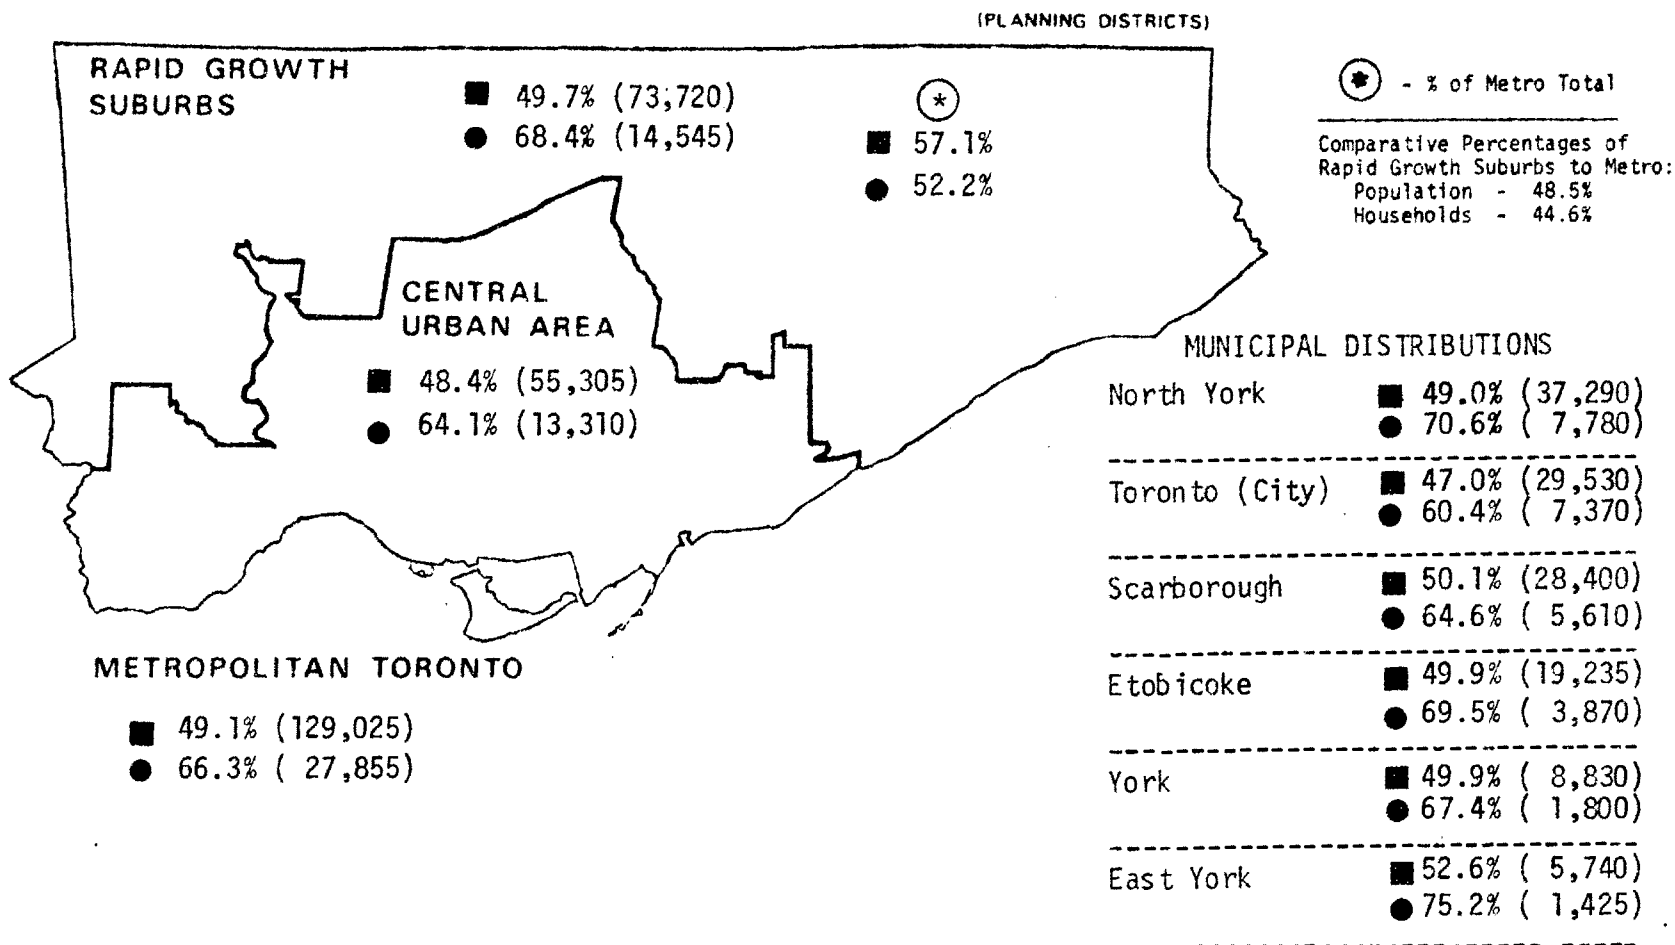 (PLANNING DISTRICTS)
RAPID GROWTH
SUBURBS
■ 49.7% (73,720)
● 68.4% (14,545)
(*)
■ 57.1%
● 52.2%
(*) - % of Metro Total
Comparative Percentages of
Rapid Growth Suburbs to Metro:
Population - 48.5%
Households - 44.6%
CENTRAL
URBAN AREA
■ 48.4% (55,305)
● 64.1% (13,310)
METROPOLITAN TORONTO
■ 49.1% (129,025)
● 66.3% ( 27,855)
MUNICIPAL DISTRIBUTIONS
North York ■ 49.0% (37,290)
● 70.6% ( 7,780)
Toronto (City) ■ 47.0% (29,530)
● 60.4% ( 7,370)
Scarborough ■ 50.1% (28,400)
● 64.6% ( 5,610)
Etobicoke ■ 49.9% (19,235)
● 69.5% ( 3,870)
York ■ 49.9% ( 8,830)
● 67.4% ( 1,800)
East York ■ 52.6% ( 5,740)
● 75.2% ( 1,425)